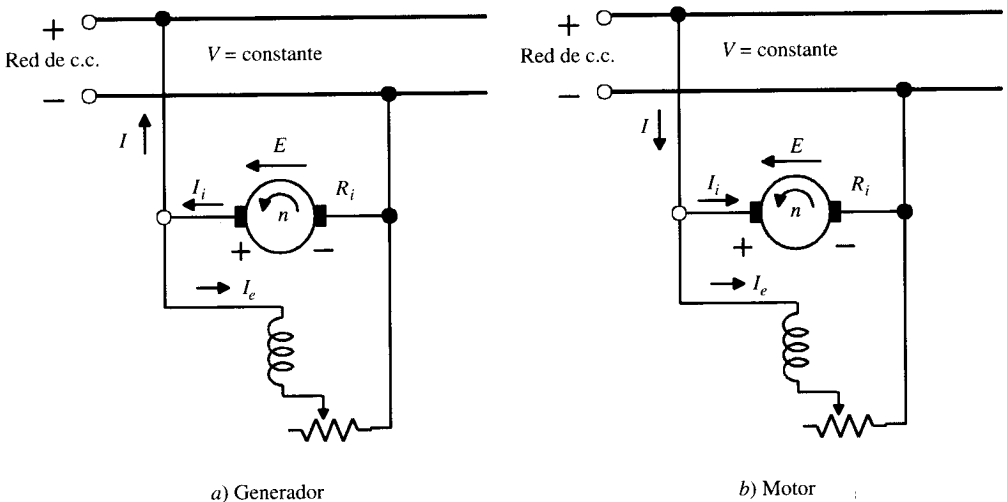 +
Red de c.c.
−
V = constante
I
E
I_i
R_i
n
+
−
I_e
a) Generador
+
Red de c.c.
−
V = constante
I
E
I_i
R_i
n
+
−
I_e
b) Motor